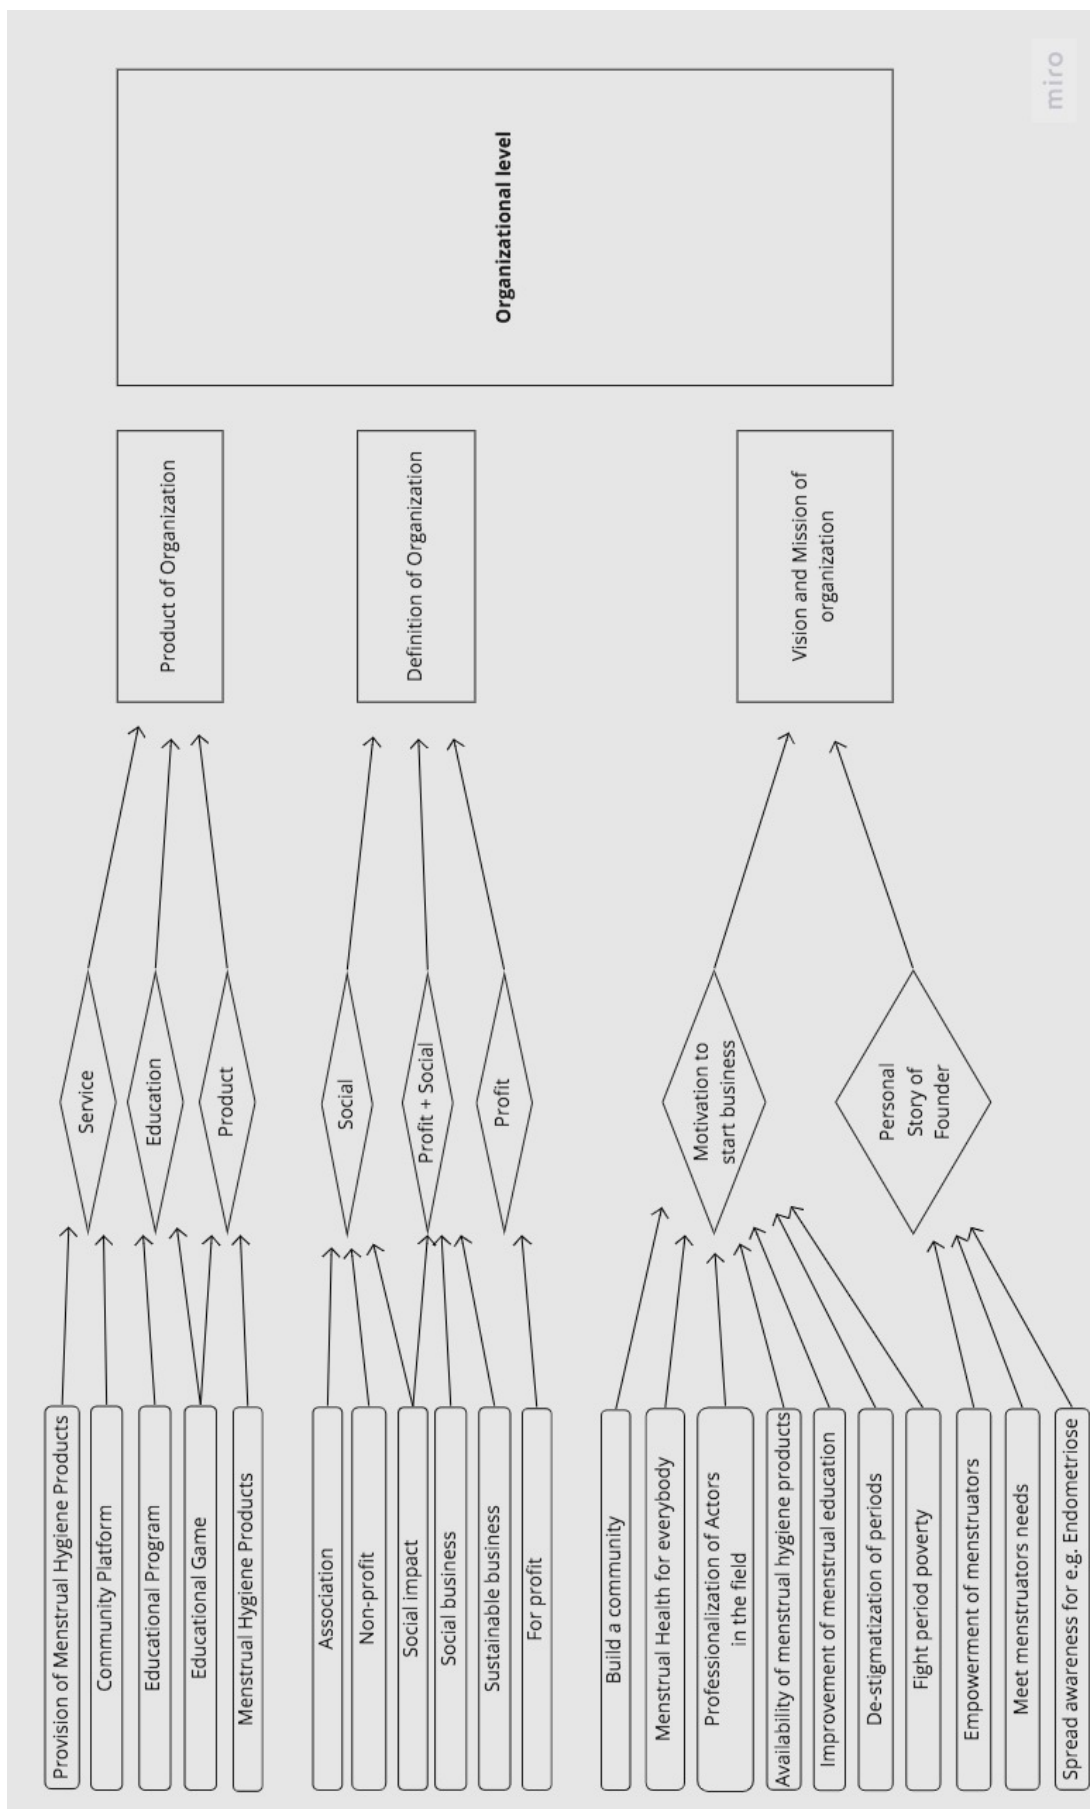 Provision of Menstrual Hygiene Products
Community Platform
Educational Program
Educational Game
Menstrual Hygiene Products
Association
Non-profit
Social impact
Social business
Sustainable business
For profit
Build a community
Menstrual Health for everybody
Professionalization of Actors
in the field
Availability of menstrual hygiene products
Improvement of menstrual education
De-stigmatization of periods
Fight period poverty
Empowerment of menstruators
Meet menstruators needs
Spread awareness for e.g. Endometriose
Service
Education
Product
Social
Profit + Social
Profit
Motivation to
start business
Personal
Story of
Founder
Product of Organization
Definition of Organization
Vision and Mission of
organization
Organizational level
miro